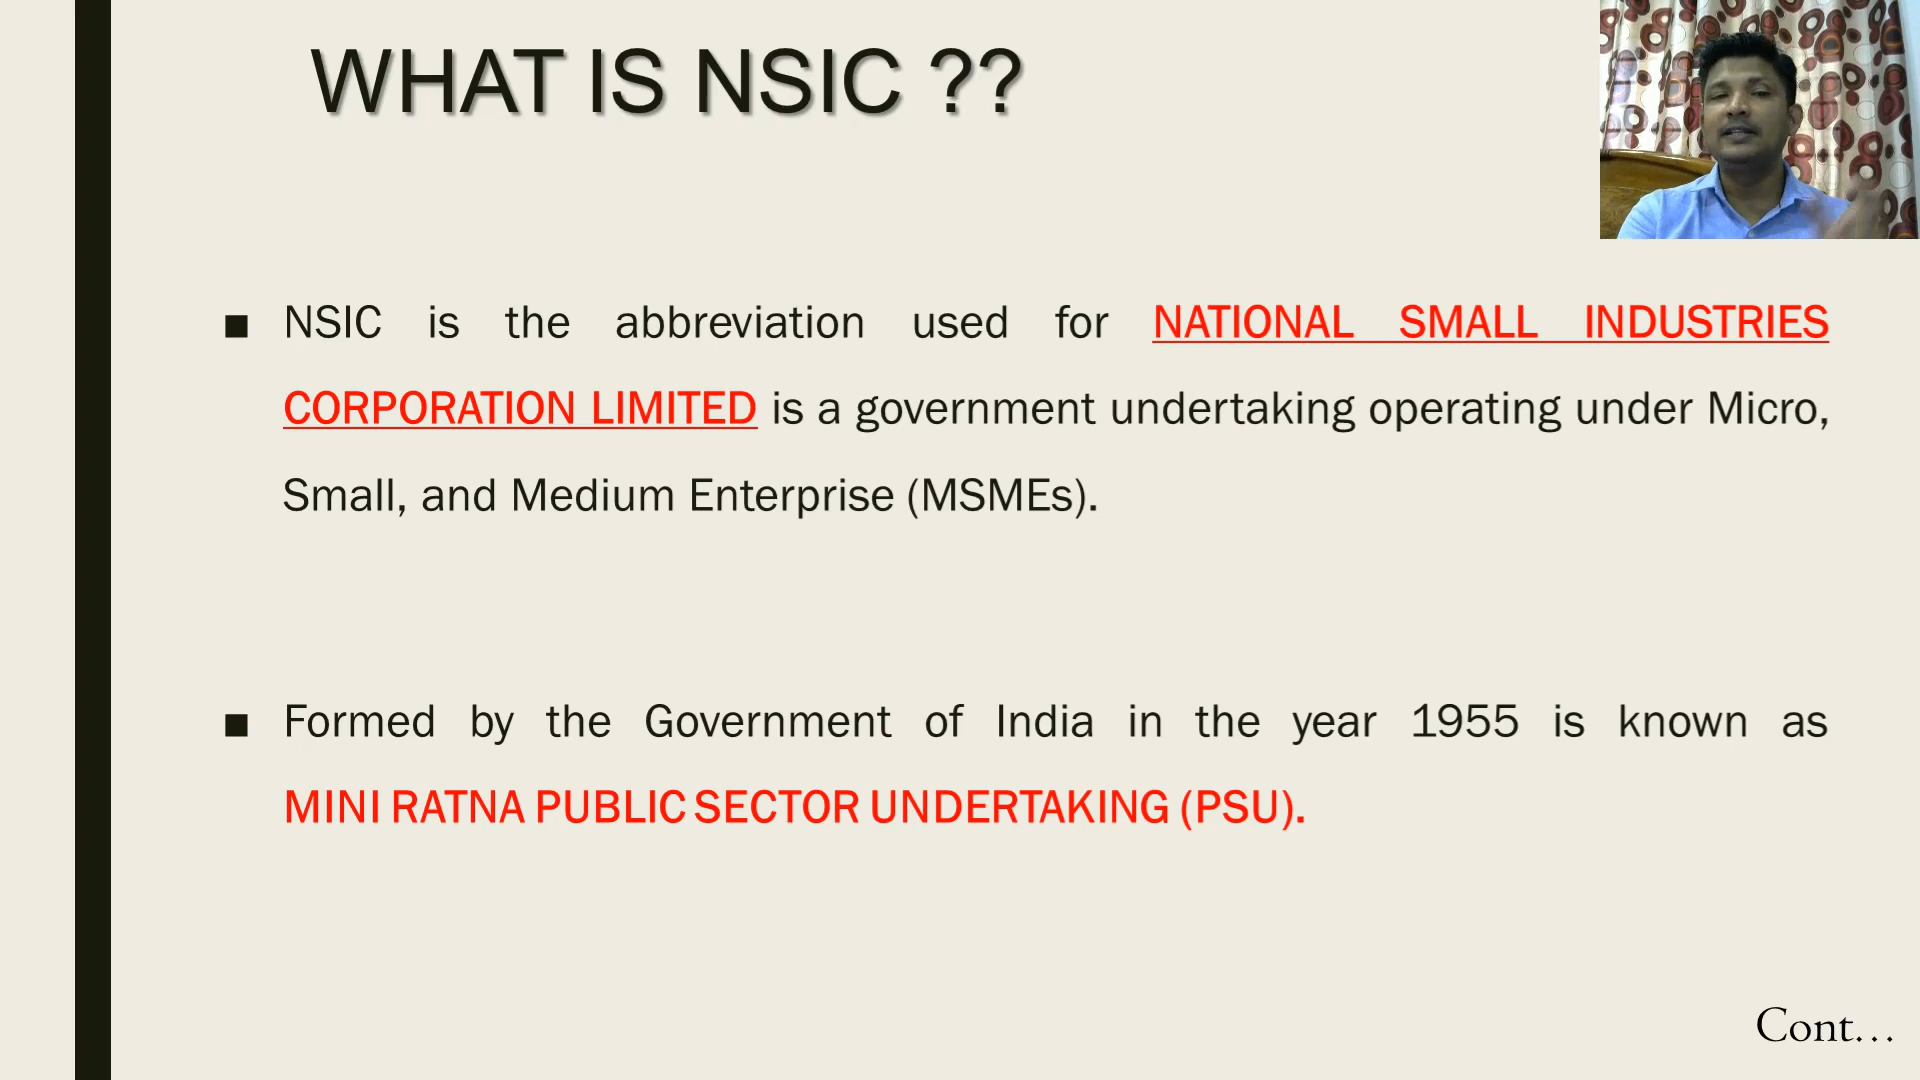 WHAT IS NSIC ??
■ NSIC is the abbreviation used for NATIONAL SMALL INDUSTRIES
CORPORATION LIMITED is a government undertaking operating under Micro,
Small, and Medium Enterprise (MSMEs).
■ Formed by the Government of India in the year 1955 is known as
MINI RATNA PUBLIC SECTOR UNDERTAKING (PSU).
Cont...